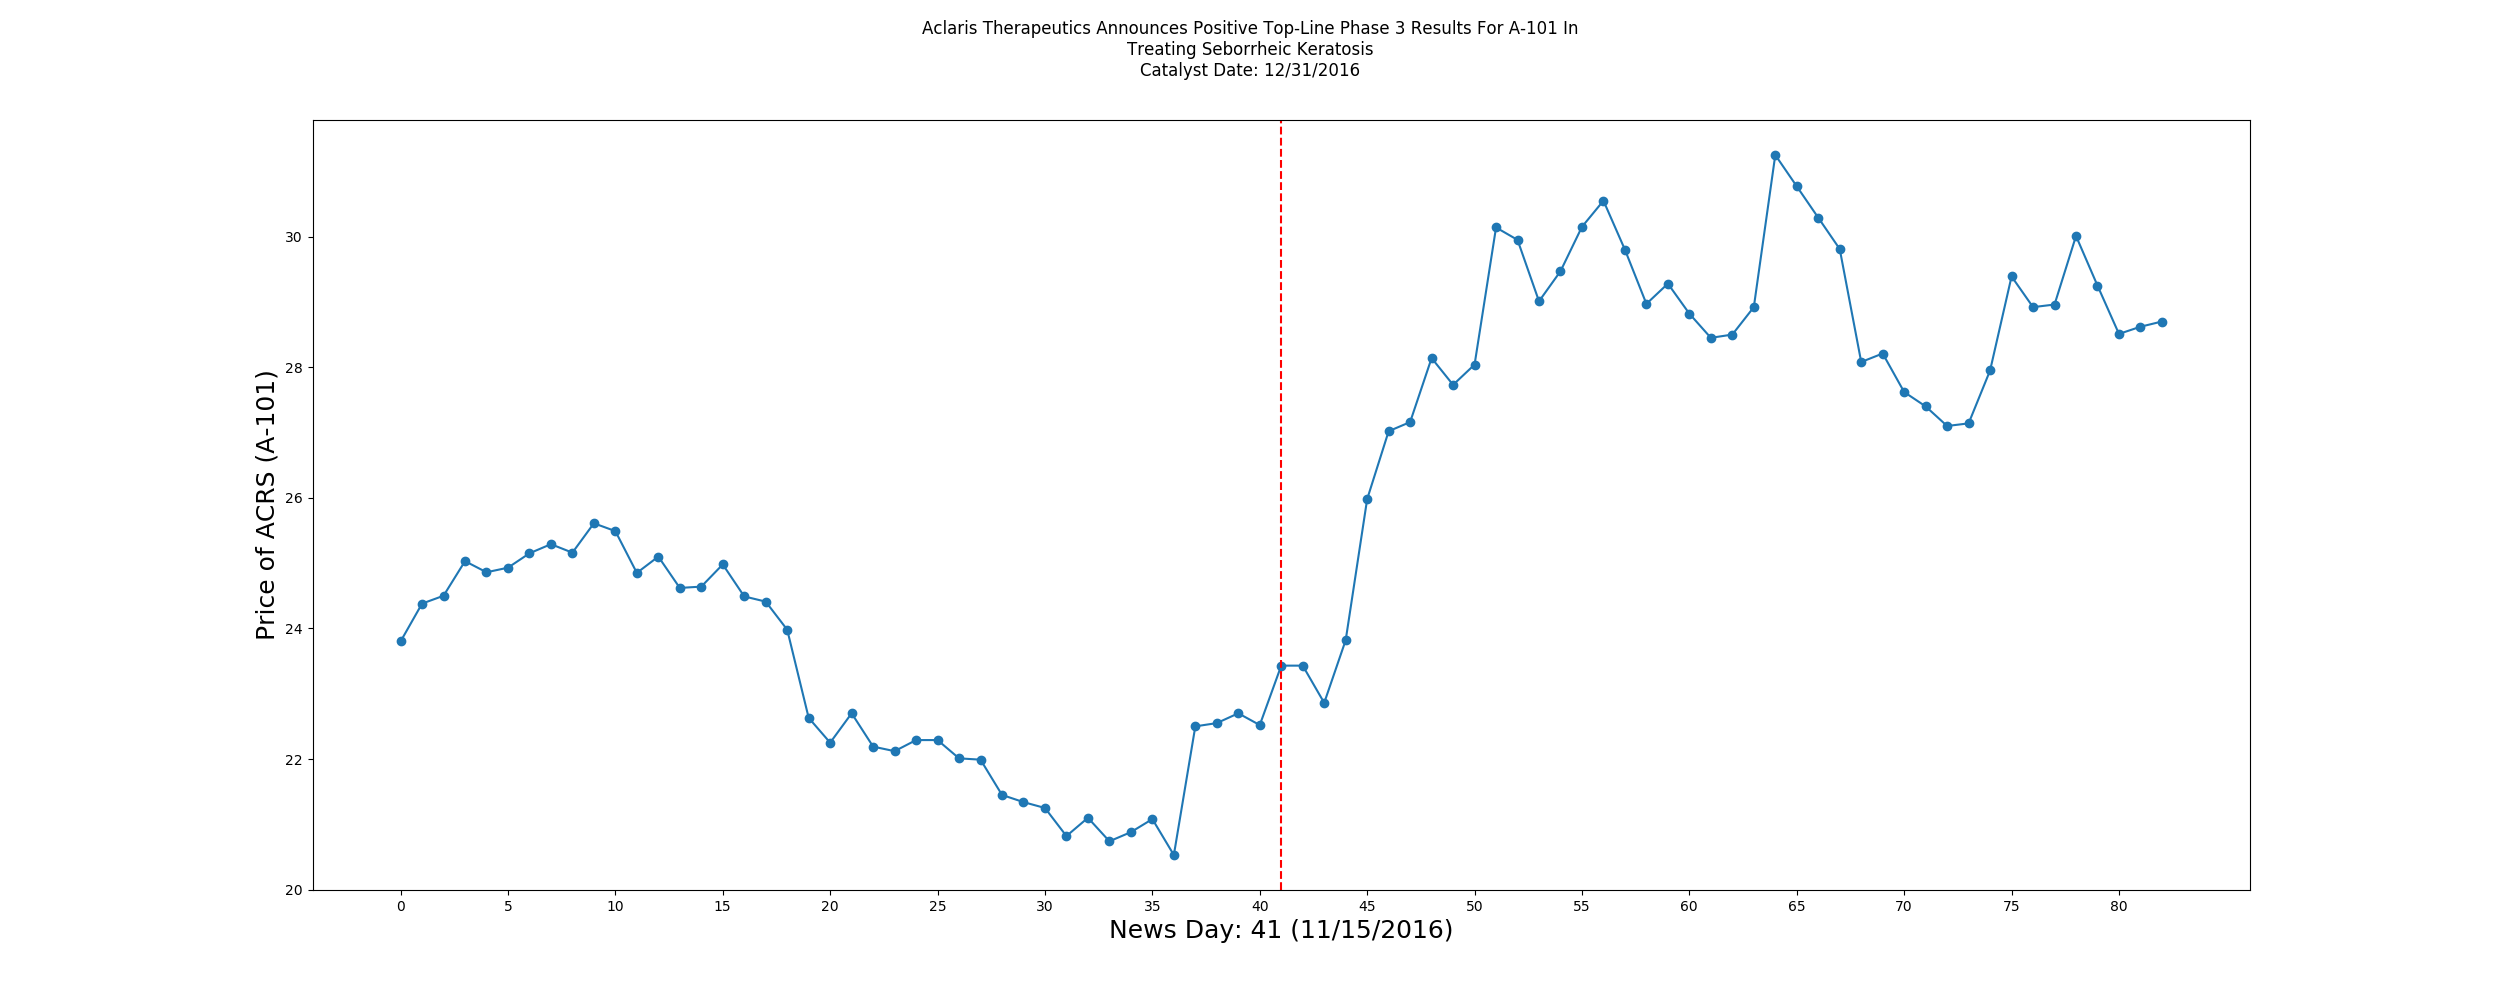 Aclaris Therapeutics Announces Positive Top-Line Phase 3 Results For A-101 In
Treating Seborrheic Keratosis
Catalyst Date: 12/31/2016
Price of ACRS (A-101)
30
28
26
24
22
20
0 5 10 15 20 25 30 35 40 45 50 55 60 65 70 75 80
News Day: 41 (11/15/2016)